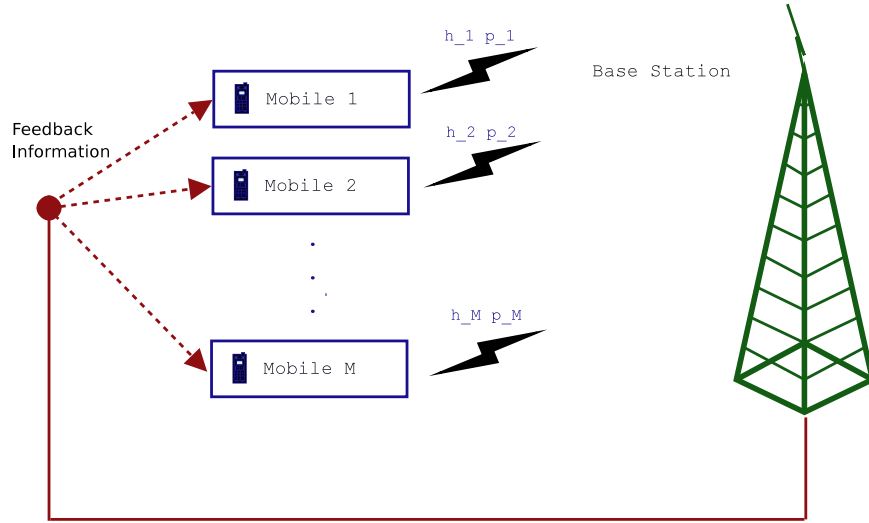 h_1 p_1
Base Station
Mobile 1
Feedback
Information
h_2 p_2
Mobile 2
h_M p_M
Mobile M